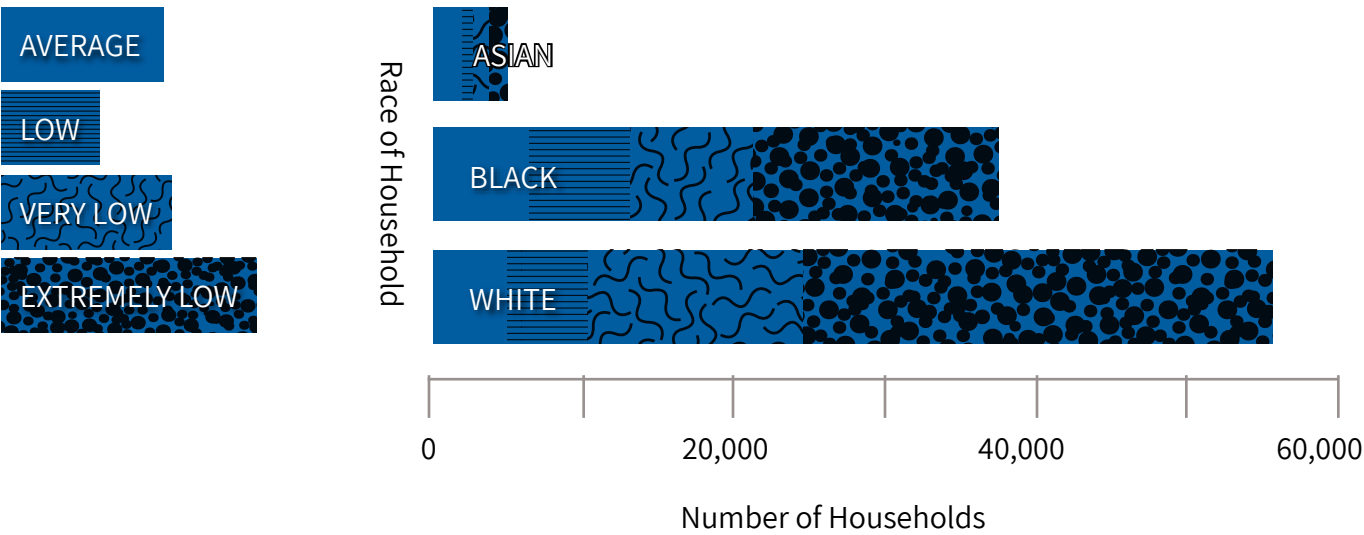 AVERAGE
LOW
VERY LOW
EXTREMELY LOW
Race of Household
ASIAN
BLACK
WHITE
0 20,000 40,000 60,000
Number of Households